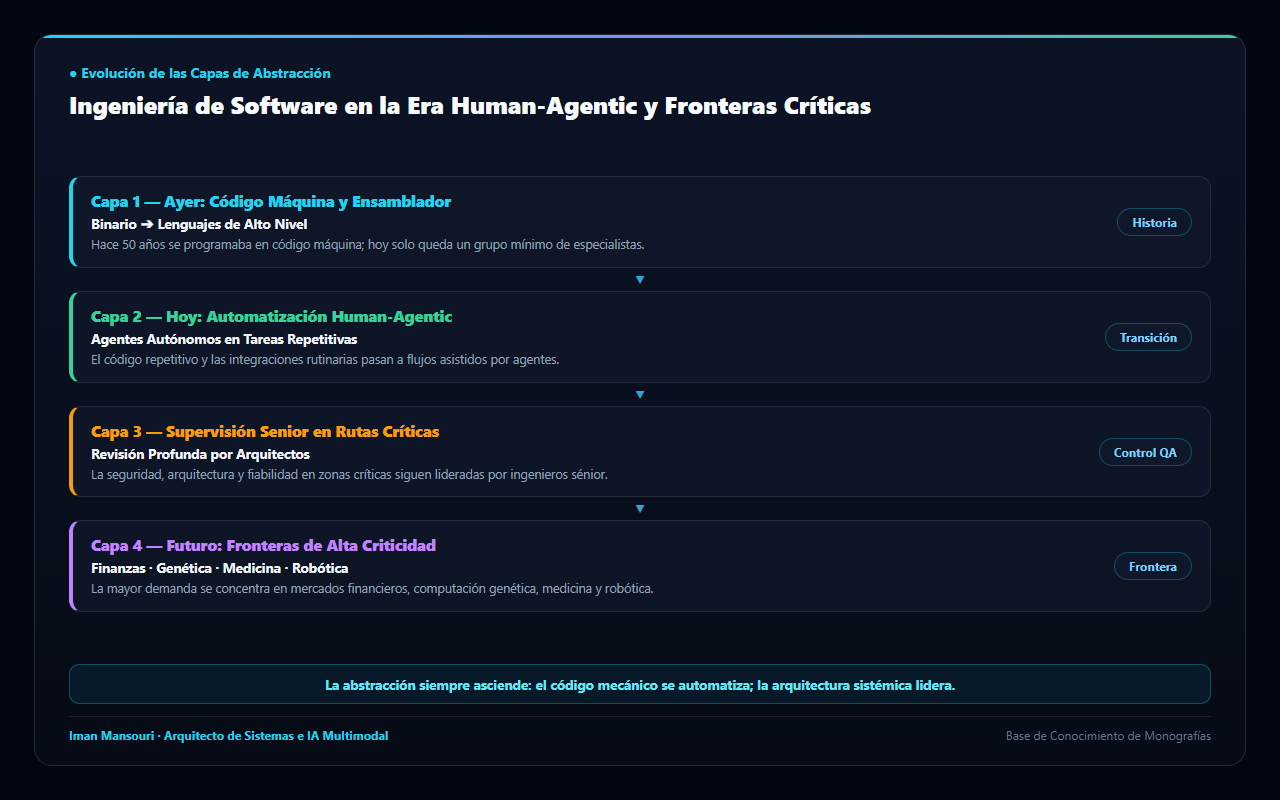 ● Evolución de las Capas de Abstracción
Ingeniería de Software en la Era Human-Agentic y Fronteras Críticas
Capa 1 — Ayer: Código Máquina y Ensamblador
Binario ➔ Lenguajes de Alto Nivel
Hace 50 años se programaba en código máquina; hoy solo queda un grupo mínimo de especialistas.
Historia
▼
Capa 2 — Hoy: Automatización Human-Agentic
Agentes Autónomos en Tareas Repetitivas
El código repetitivo y las integraciones rutinarias pasan a flujos asistidos por agentes.
Transición
▼
Capa 3 — Supervisión Senior en Rutas Críticas
Revisión Profunda por Arquitectos
La seguridad, arquitectura y fiabilidad en zonas críticas siguen lideradas por ingenieros sénior.
Control QA
▼
Capa 4 — Futuro: Fronteras de Alta Criticidad
Finanzas · Genética · Medicina · Robótica
La mayor demanda se concentra en mercados financieros, computación genética, medicina y robótica.
Frontera
La abstracción siempre asciende: el código mecánico se automatiza; la arquitectura sistémica lidera.
Iman Mansouri · Arquitecto de Sistemas e IA Multimodal
Base de Conocimiento de Monografías